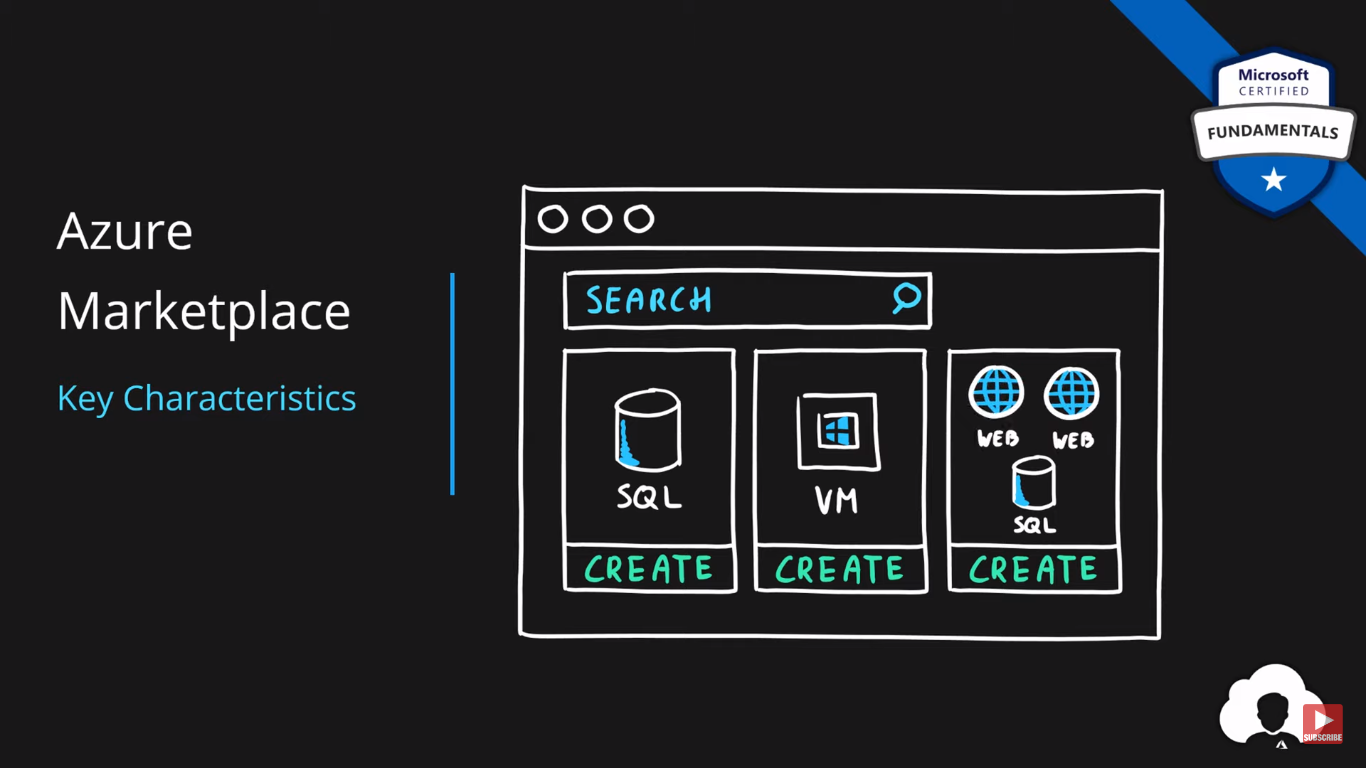 Microsoft
CERTIFIED
FUNDAMENTALS
Azure
Marketplace
Key Characteristics
SEARCH
SQL
CREATE
VM
CREATE
WEB WEB
SQL
CREATE
SUBSCRIBE